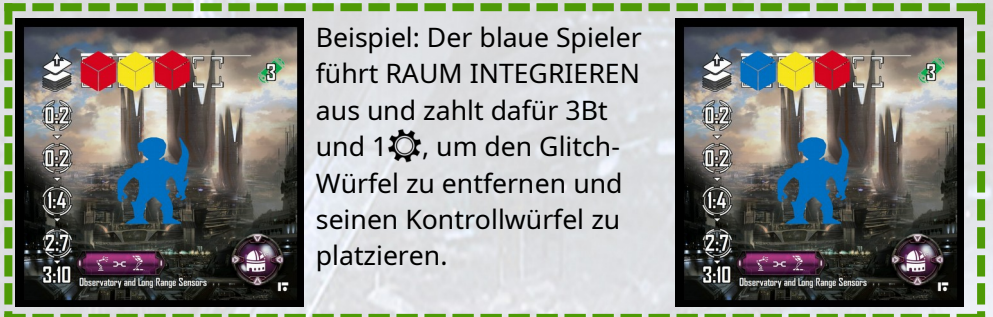 Beispiel: Der blaue Spieler
führt RAUM INTEGRIEREN
aus und zahlt dafür 3Bt
und 1, um den Glitch-
Würfel zu entfernen und
seinen Kontrollwürfel zu
platzieren.
3
0:2
0:2
1:4
2:7
3:10
Observatory and Long Range Sensors
3
0:2
0:2
1:4
2:7
3:10
Observatory and Long Range Sensors